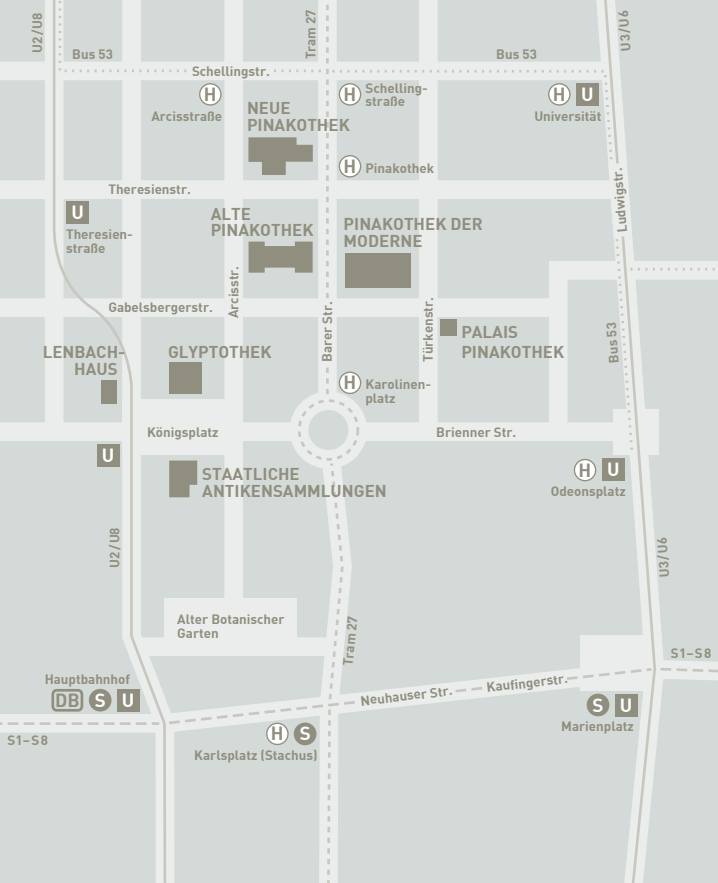 U2/U8
Tram 27
U3/U6
Bus 53
Bus 53
Schellingstr.
H
Arcisstraße
H
Schelling-
straße
H U
Universität
NEUE
PINAKOTHEK
H Pinakothek
Theresienstr.
Ludwigstr.
U
Theresien-
straße
ALTE
PINAKOTHEK
PINAKOTHEK DER
MODERNE
Arcisstr.
Gabelsbergerstr.
Barer Str.
Türkenstr.
PALAIS
PINAKOTHEK
Bus 53
LENBACH-
HAUS
GLYPTOTHEK
H Karolinen-
platz
Königsplatz
Brienner Str.
U
STAATLICHE
ANTIKENSAMMLUNGEN
H U
Odeonsplatz
U2/U8
U3/U6
Alter Botanischer
Garten
Tram 27
S1–S8
Hauptbahnhof
DB S U
Neuhauser Str.
Kaufingerstr.
S U
Marienplatz
S1–S8
H S
Karlsplatz (Stachus)